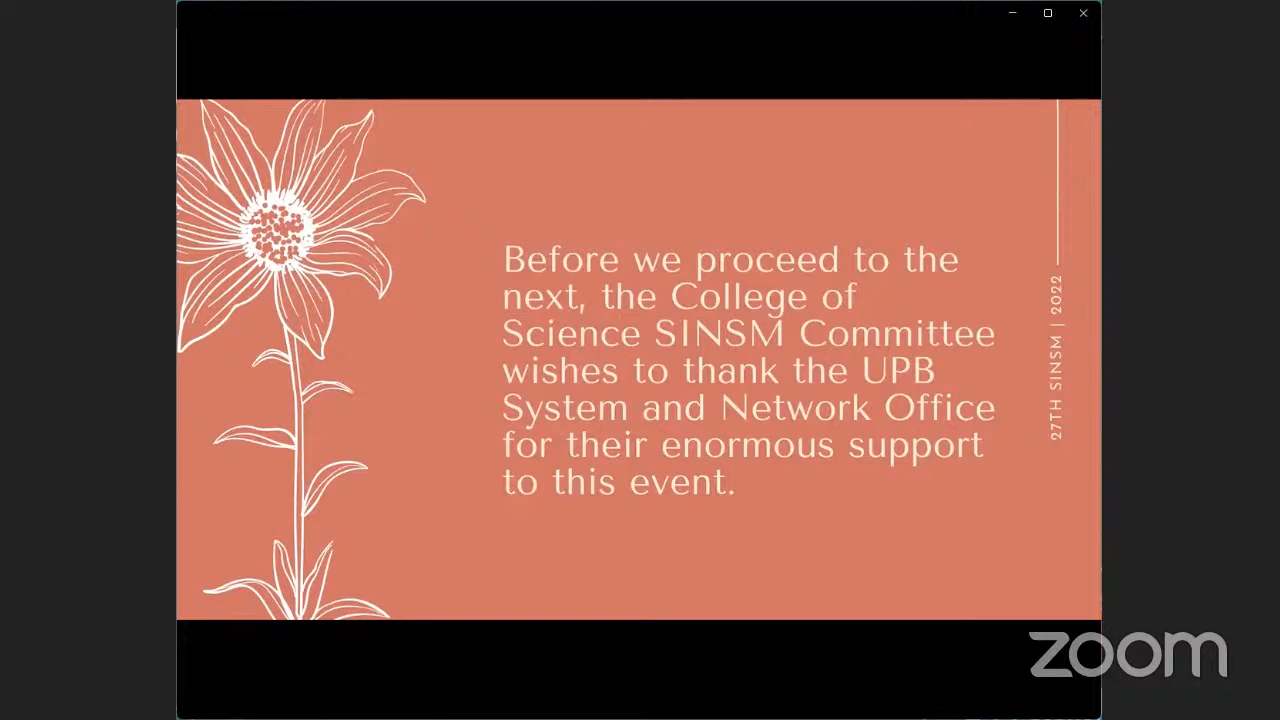 Before we proceed to the
next, the College of
Science SINSM Committee
wishes to thank the UPB
System and Network Office
for their enormous support
to this event.
27TH SINSM | 2022
zoom